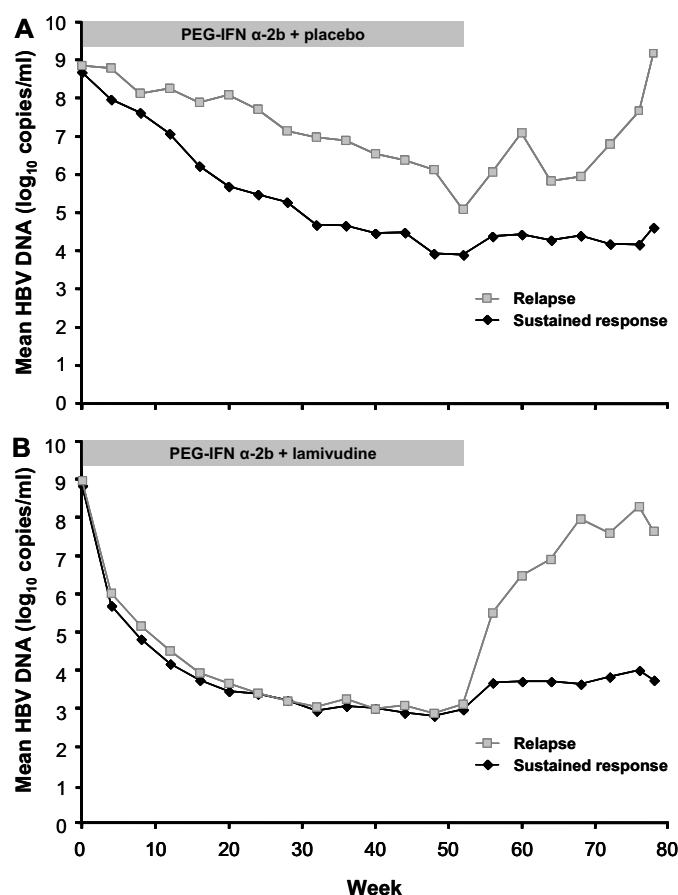 A
PEG-IFN α-2b + placebo
Mean HBV DNA (log10 copies/ml)
10
9
8
7
6
5
4
3
2
1
0
Relapse
Sustained response
B
PEG-IFN α-2b + lamivudine
Mean HBV DNA (log10 copies/ml)
10
9
8
7
6
5
4
3
2
1
0
Relapse
Sustained response
0 10 20 30 40 50 60 70 80
Week